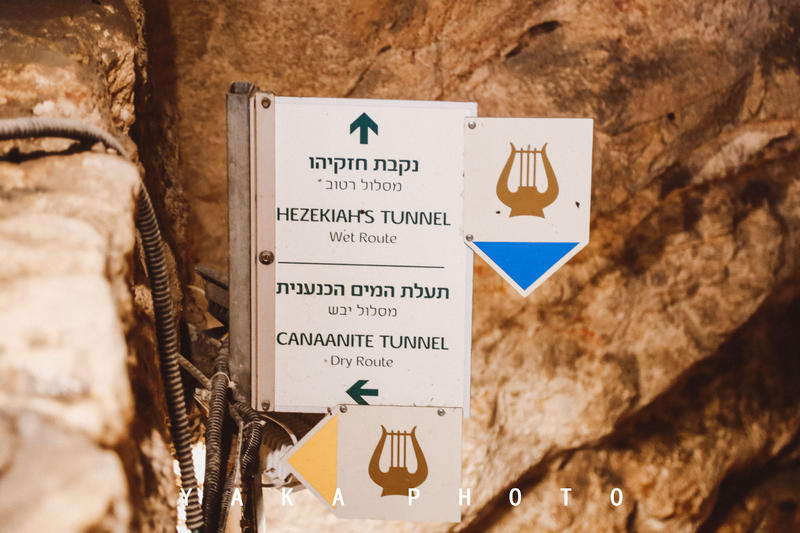 נקבת חזקיהו
מסלול רטוב
HEZEKIAH'S TUNNEL
Wet Route
תעלת המים הכנענית
מסלול יבש
CANAANITE TUNNEL
Dry Route
YAKA PHOTO